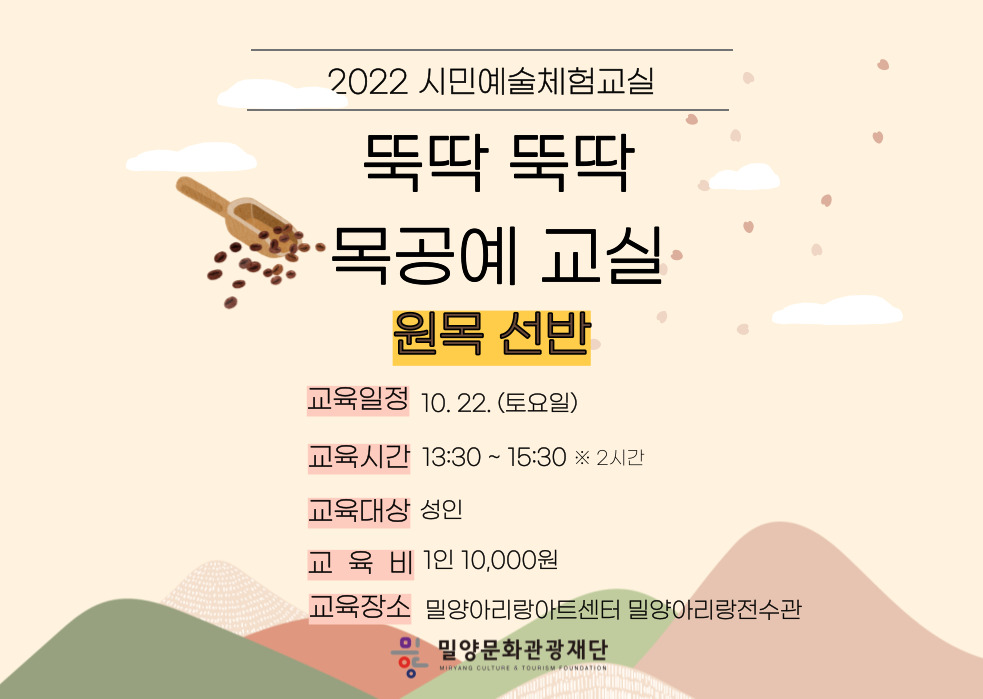 2022 시민예술체험교실
뚝딱 뚝딱
목공예 교실
원목 선반
교육일정 10. 22. (토요일)
교육시간 13:30 ~ 15:30 ※ 2시간
교육대상 성인
교 육 비 1인 10,000원
교육장소 밀양아리랑아트센터 밀양아리랑전수관
밀양문화관광재단
MIRYANG CULTURE & TOURISM FOUNDATION